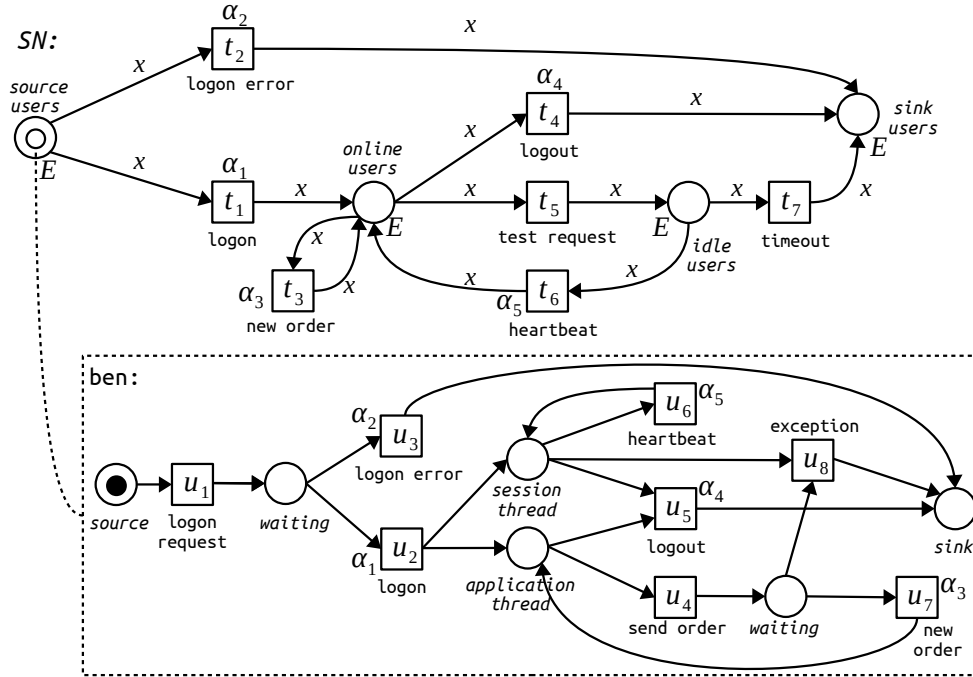 SN:
α₂
x
t₂
logon error
x
source
users
E
x
α₄
t₄
logout
x
x
sink
users
E
α₁
t₁
logon
x
online
users
E
x
t₅
test request
x
E
idle
users
x
t₇
timeout
x
x
x
α₃
t₃
new order
x
α₅
t₆
heartbeat
x
ben:
α₂
u₃
logon error
u₆
α₅
heartbeat
exception
u₈
source
u₁
logon
request
waiting
session
thread
α₄
u₅
logout
sink
α₁
u₂
logon
application
thread
u₄
send order
waiting
u₇
α₃
new
order